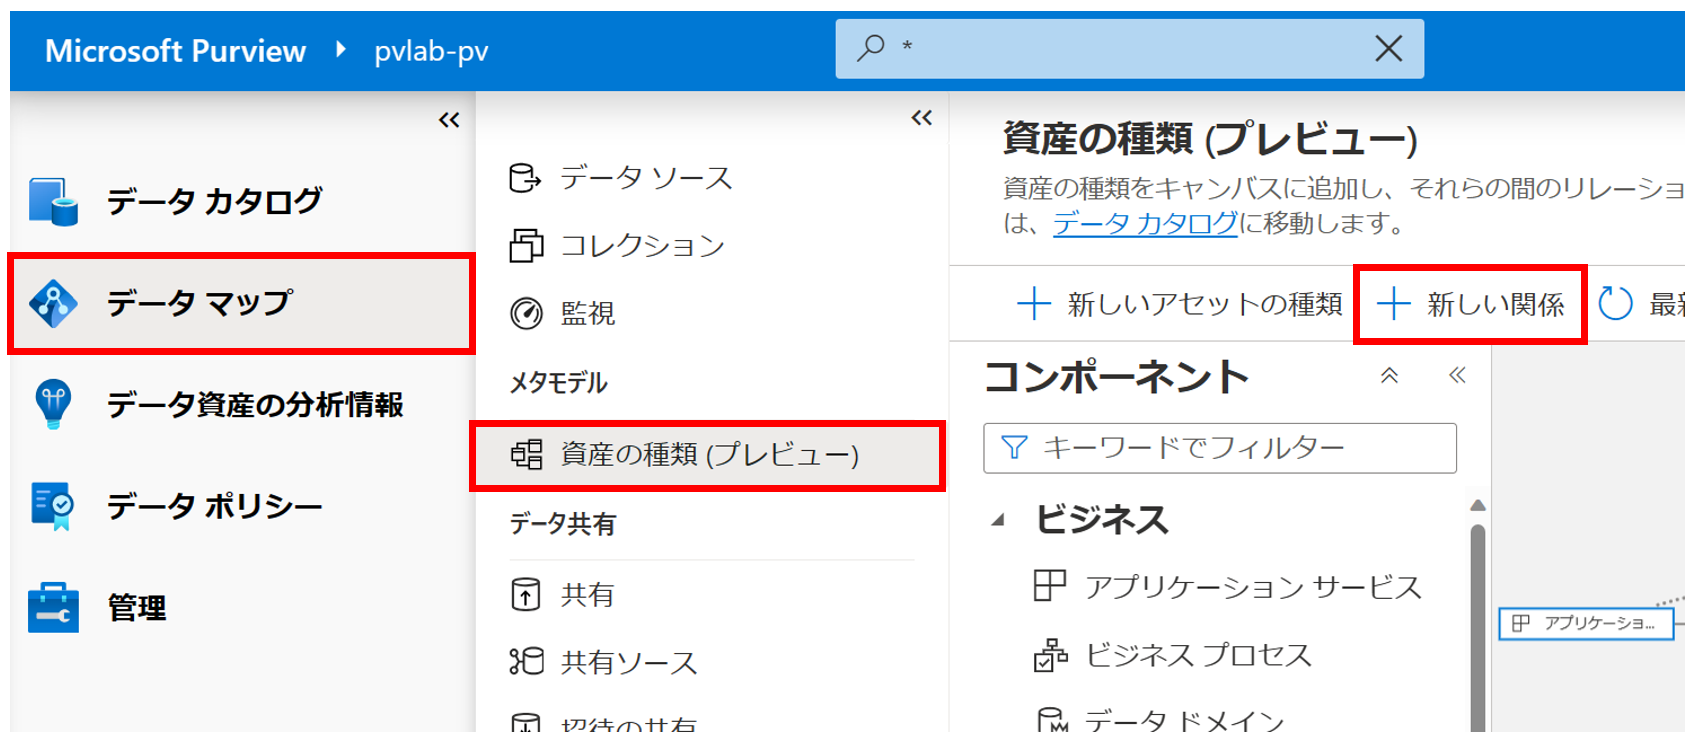 Microsoft Purview
pvlab-pv
*
データ カタログ
データ マップ
データ資産の分析情報
データ ポリシー
管理
データ ソース
コレクション
監視
メタモデル
資産の種類 (プレビュー)
データ共有
共有
共有ソース
招待の共有
資産の種類 (プレビュー)
資産の種類をキャンバスに追加し、それらの間のリレーショ
は、データ カタログに移動します。
新しいアセットの種類
新しい関係
最新
コンポーネント
キーワードでフィルター
ビジネス
アプリケーション サービス
ビジネス プロセス
データ ドメイン
アプリケーショ...